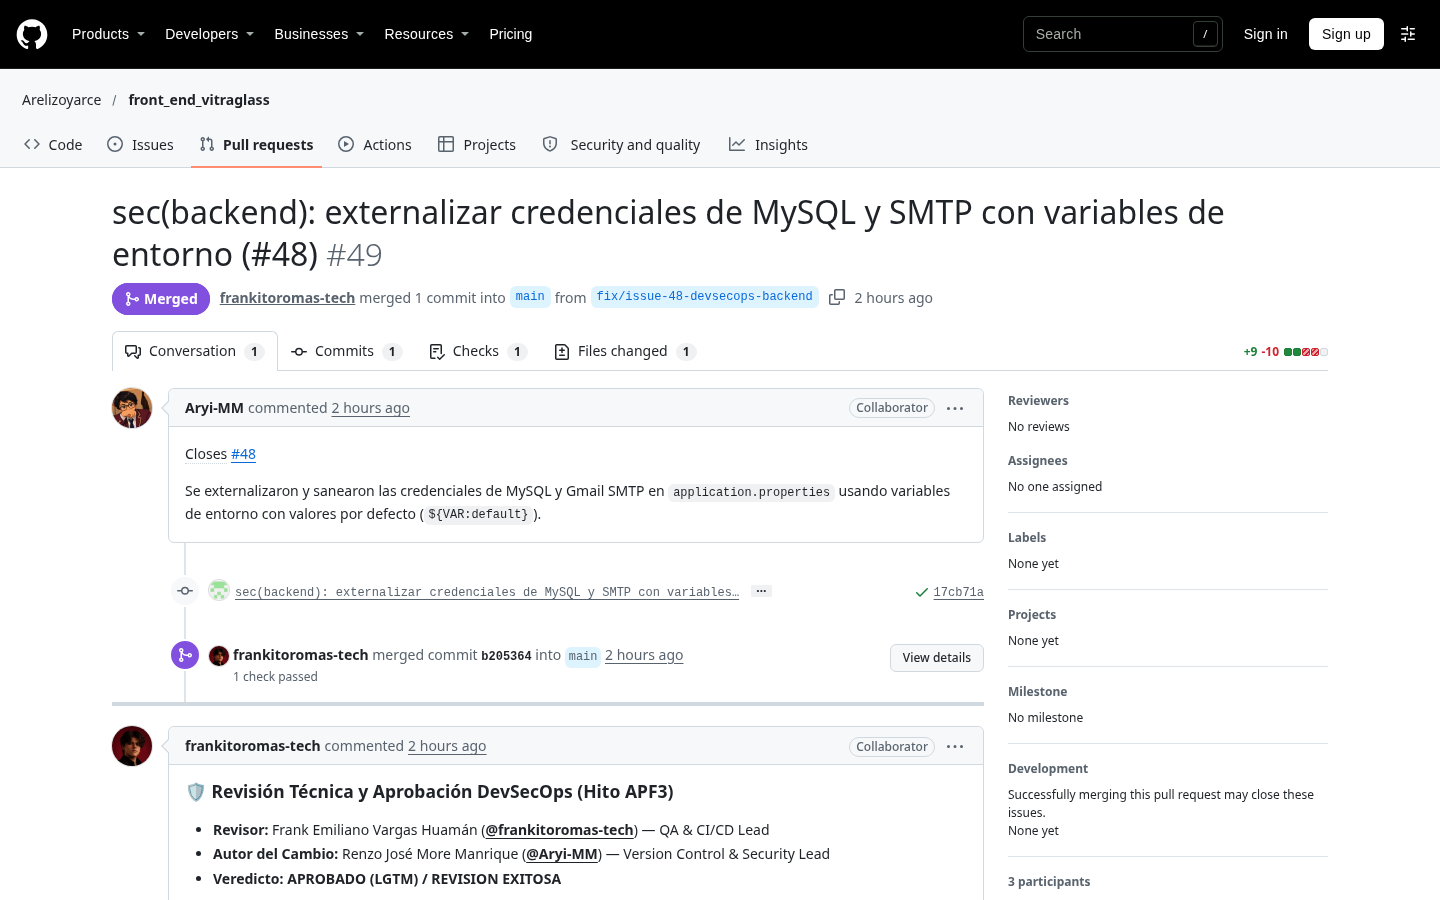 Products Developers Businesses Resources Pricing Search / Sign in Sign up
Arelizoyarce / front_end_vitraglass
Code Issues Pull requests Actions Projects Security and quality Insights
sec(backend): externalizar credenciales de MySQL y SMTP con variables de
entorno (#48) #49
Merged frankitoromas-tech merged 1 commit into main from fix/issue-48-devsecops-backend 2 hours ago
Conversation 1 Commits 1 Checks 1 Files changed 1 +9 -10
Aryi-MM commented 2 hours ago Collaborator
Closes #48
Se externalizaron y sanearon las credenciales de MySQL y Gmail SMTP en application.properties usando variables
de entorno con valores por defecto ( ${VAR:default} ).
sec(backend): externalizar credenciales de MySQL y SMTP con variables… 17cb71a
frankitoromas-tech merged commit b205364 into main 2 hours ago View details
1 check passed
frankitoromas-tech commented 2 hours ago Collaborator
🛡️ Revisión Técnica y Aprobación DevSecOps (Hito APF3)
Revisor: Frank Emiliano Vargas Huamán (@frankitoromas-tech) — QA & CI/CD Lead
Autor del Cambio: Renzo José More Manrique (@Aryi-MM) — Version Control & Security Lead
Veredicto: APROBADO (LGTM) / REVISION EXITOSA
Reviewers
No reviews
Assignees
No one assigned
Labels
None yet
Projects
None yet
Milestone
No milestone
Development
Successfully merging this pull request may close these
issues.
None yet
3 participants